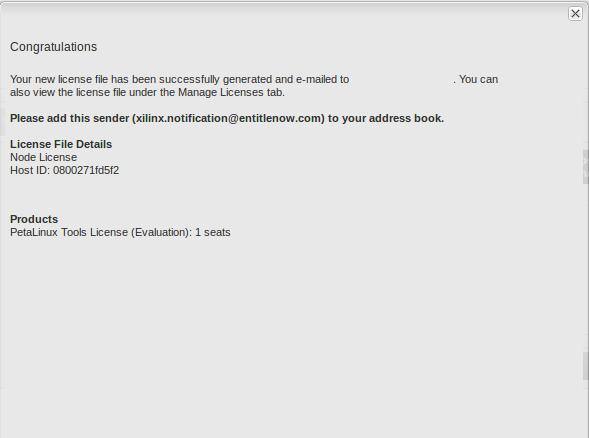 Congratulations
Your new license file has been successfully generated and e-mailed to . You can
also view the license file under the Manage Licenses tab.
Please add this sender (xilinx.notification@entitlenow.com) to your address book.
License File Details
Node License
Host ID: 0800271fd5f2
Products
PetaLinux Tools License (Evaluation): 1 seats